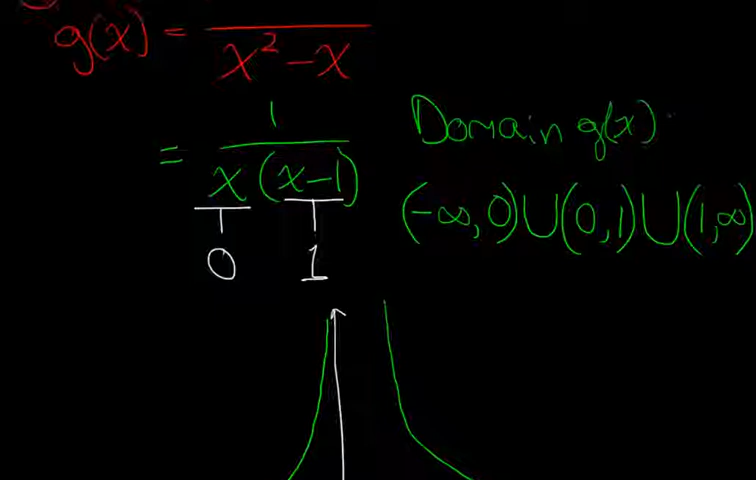 g(x) = ─ / x² − x
= 1 / x (x−1)
0 1
Domain g(x)
(−∞, 0) ∪ (0, 1) ∪ (1, ∞)